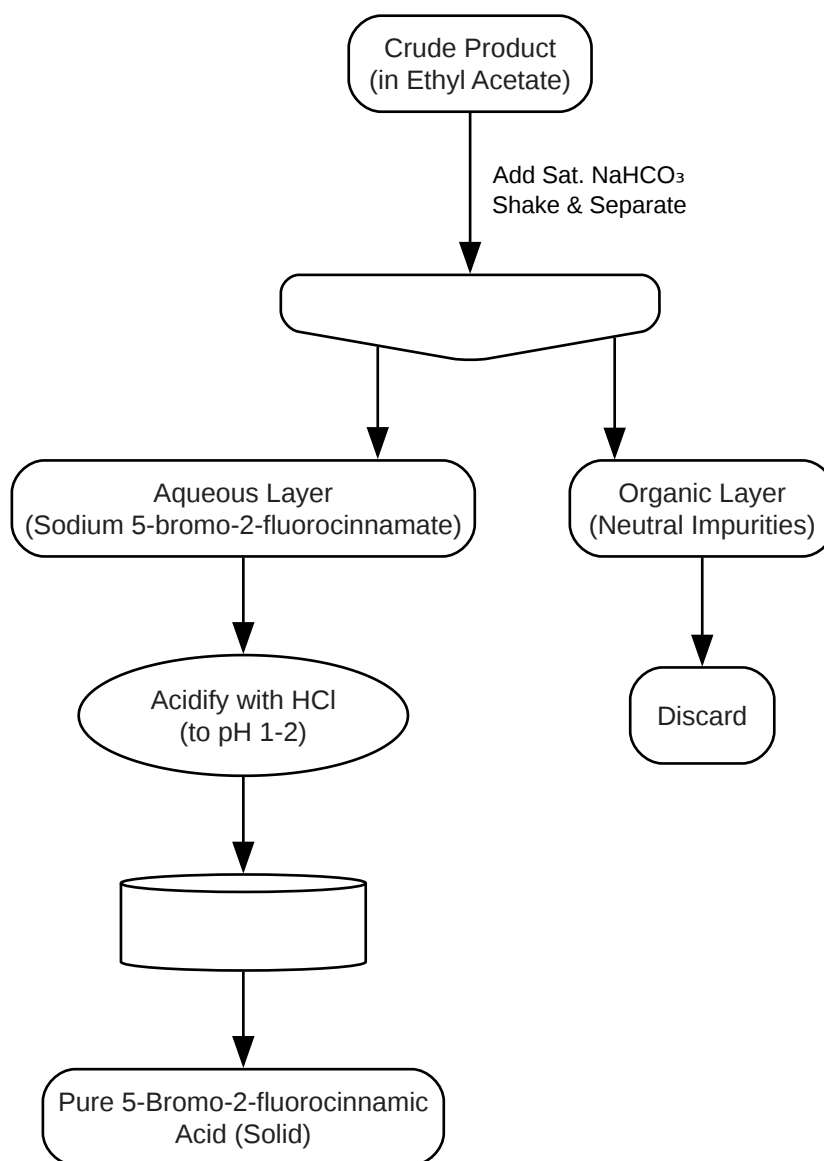 Crude Product
(in Ethyl Acetate)
Add Sat. NaHCO₃
Shake & Separate
Aqueous Layer
(Sodium 5-bromo-2-fluorocinnamate)
Organic Layer
(Neutral Impurities)
Acidify with HCl
(to pH 1-2)
Discard
Pure 5-Bromo-2-fluorocinnamic
Acid (Solid)